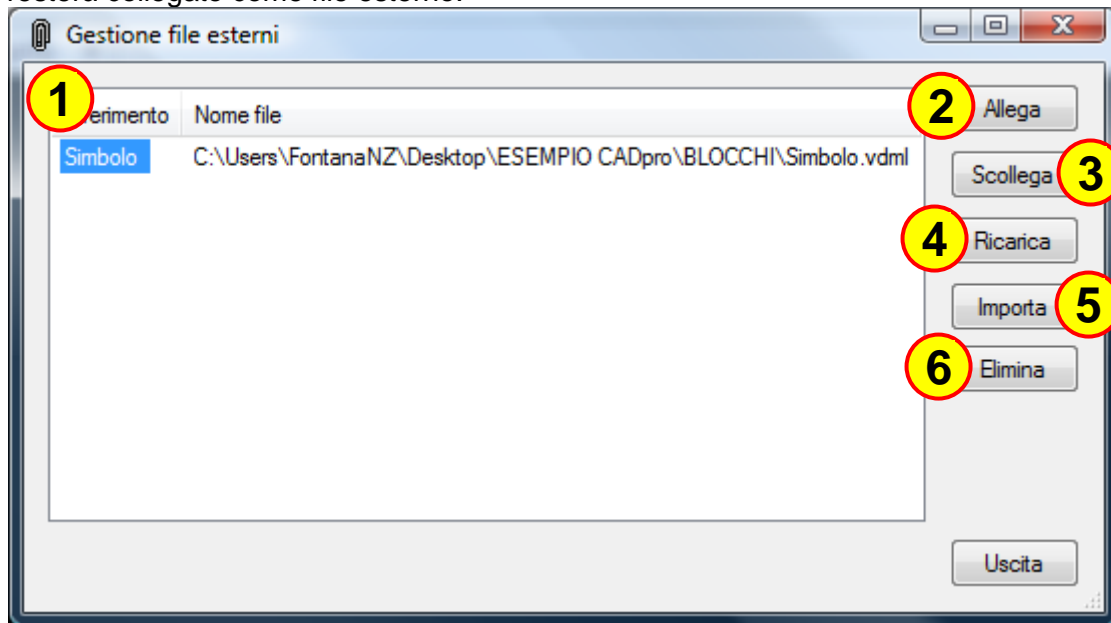 Gestione file esterni
1 erimento Nome file 2 Allega
Simbolo C:\Users\FontanaNZ\Desktop\ESEMPIO CADpro\BLOCCHI\Simbolo.vdml
Scollega 3
4 Ricarica
Importa 5
6 Elimina
Uscita